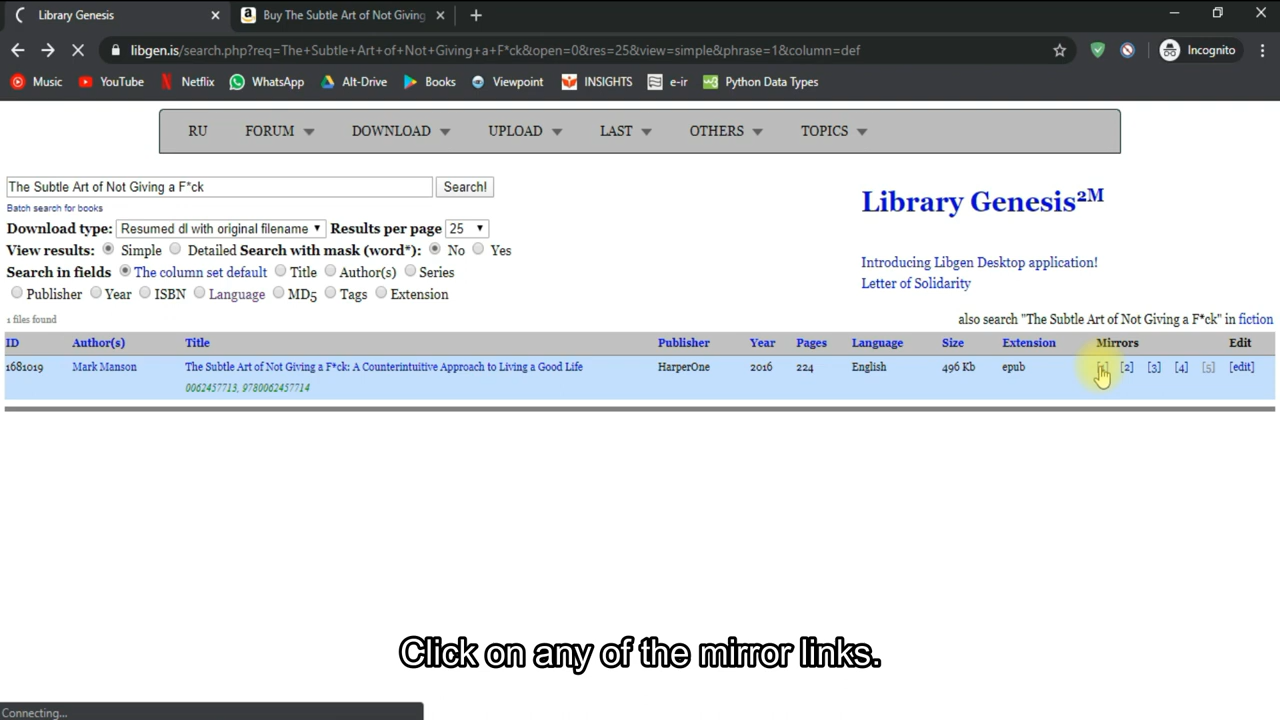 Library Genesis
Buy The Subtle Art of Not Giving
libgen.is/search.php?req=The+Subtle+Art+of+Not+Giving+a+F*ck&open=0&res=25&view=simple&phrase=1&column=def
Incognito
Music YouTube Netflix WhatsApp Alt-Drive Books Viewpoint INSIGHTS e-ir Python Data Types
RU FORUM DOWNLOAD UPLOAD LAST OTHERS TOPICS
The Subtle Art of Not Giving a F*ck Search!
Library Genesis2M
Batch search for books
Download type: Resumed dl with original filename Results per page 25
View results: Simple Detailed Search with mask (word*): No Yes
Introducing Libgen Desktop application!
Search in fields The column set default Title Author(s) Series
Letter of Solidarity
Publisher Year ISBN Language MD5 Tags Extension
1 files found
also search "The Subtle Art of Not Giving a F*ck" in fiction
ID Author(s) Title Publisher Year Pages Language Size Extension Mirrors Edit
1681019 Mark Manson The Subtle Art of Not Giving a F*ck: A Counterintuitive Approach to Living a Good Life HarperOne 2016 224 English 496 Kb epub [1] [2] [3] [4] [5] [edit]
0062457713, 9780062457714
Click on any of the mirror links.
Connecting...